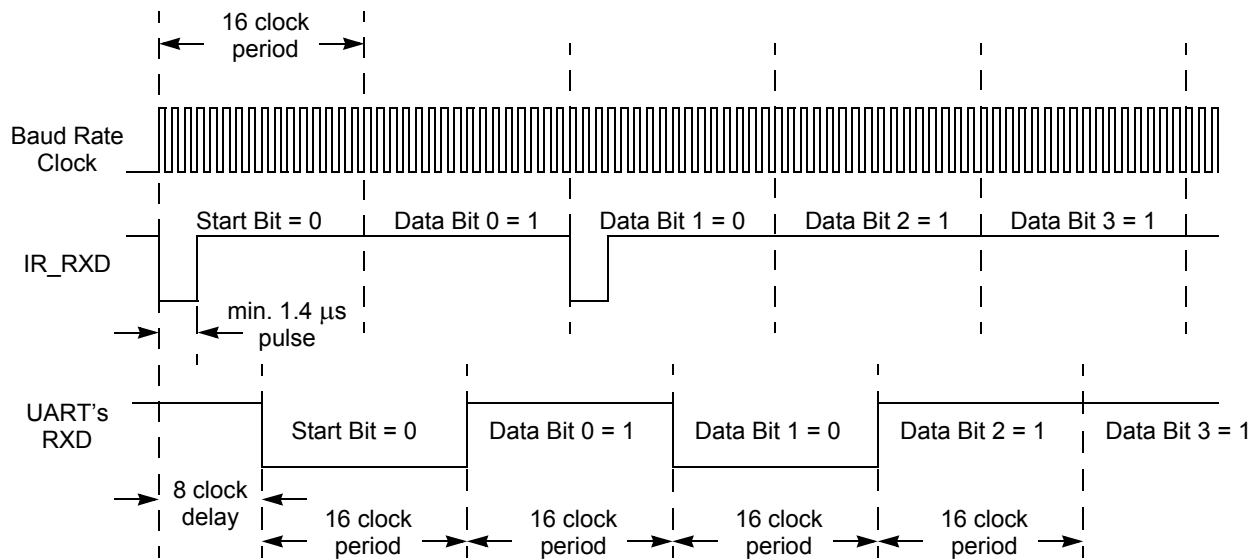 16 clock
period
Baud Rate
Clock
Start Bit = 0
Data Bit 0 = 1
Data Bit 1 = 0
Data Bit 2 = 1
Data Bit 3 = 1
IR_RXD
min. 1.4 μs
pulse
UART's
RXD
Start Bit = 0
Data Bit 0 = 1
Data Bit 1 = 0
Data Bit 2 = 1
Data Bit 3 = 1
8 clock
delay
16 clock
period
16 clock
period
16 clock
period
16 clock
period